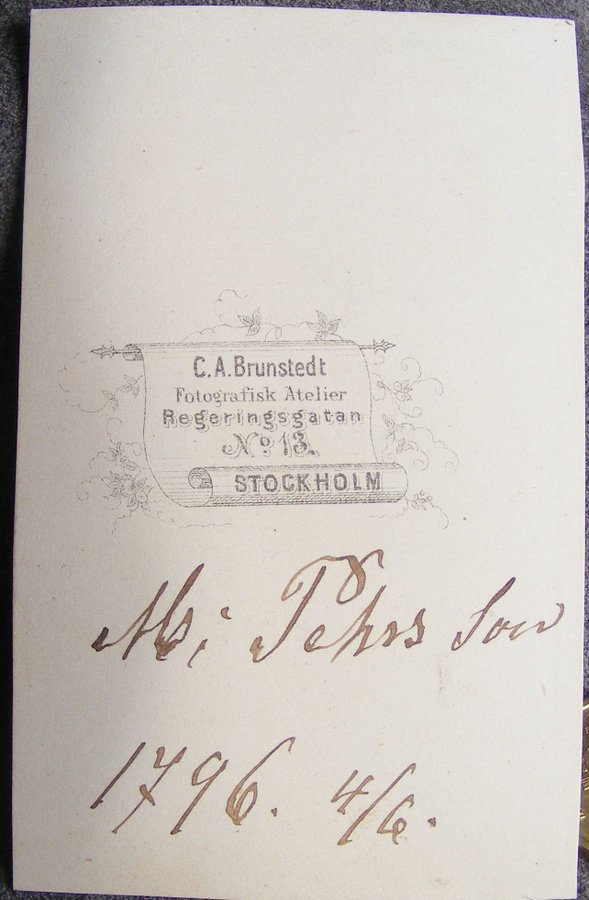 C.A.Brunstedt
Fotografisk Atelier
Regeringsgatan
No 13.
STOCKHOLM
Pehrs son
1796. 4/6.